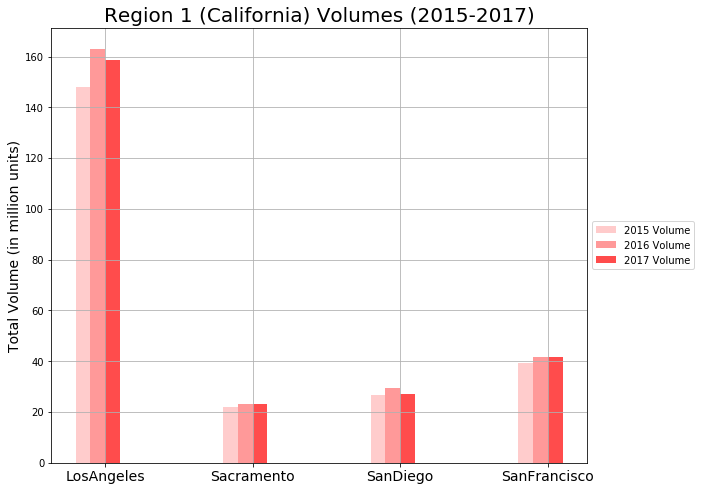 Region 1 (California) Volumes (2015-2017)
Total Volume (in million units)
160
140
120
100
80
60
40
20
0
LosAngeles
Sacramento
SanDiego
SanFrancisco
2015 Volume
2016 Volume
2017 Volume